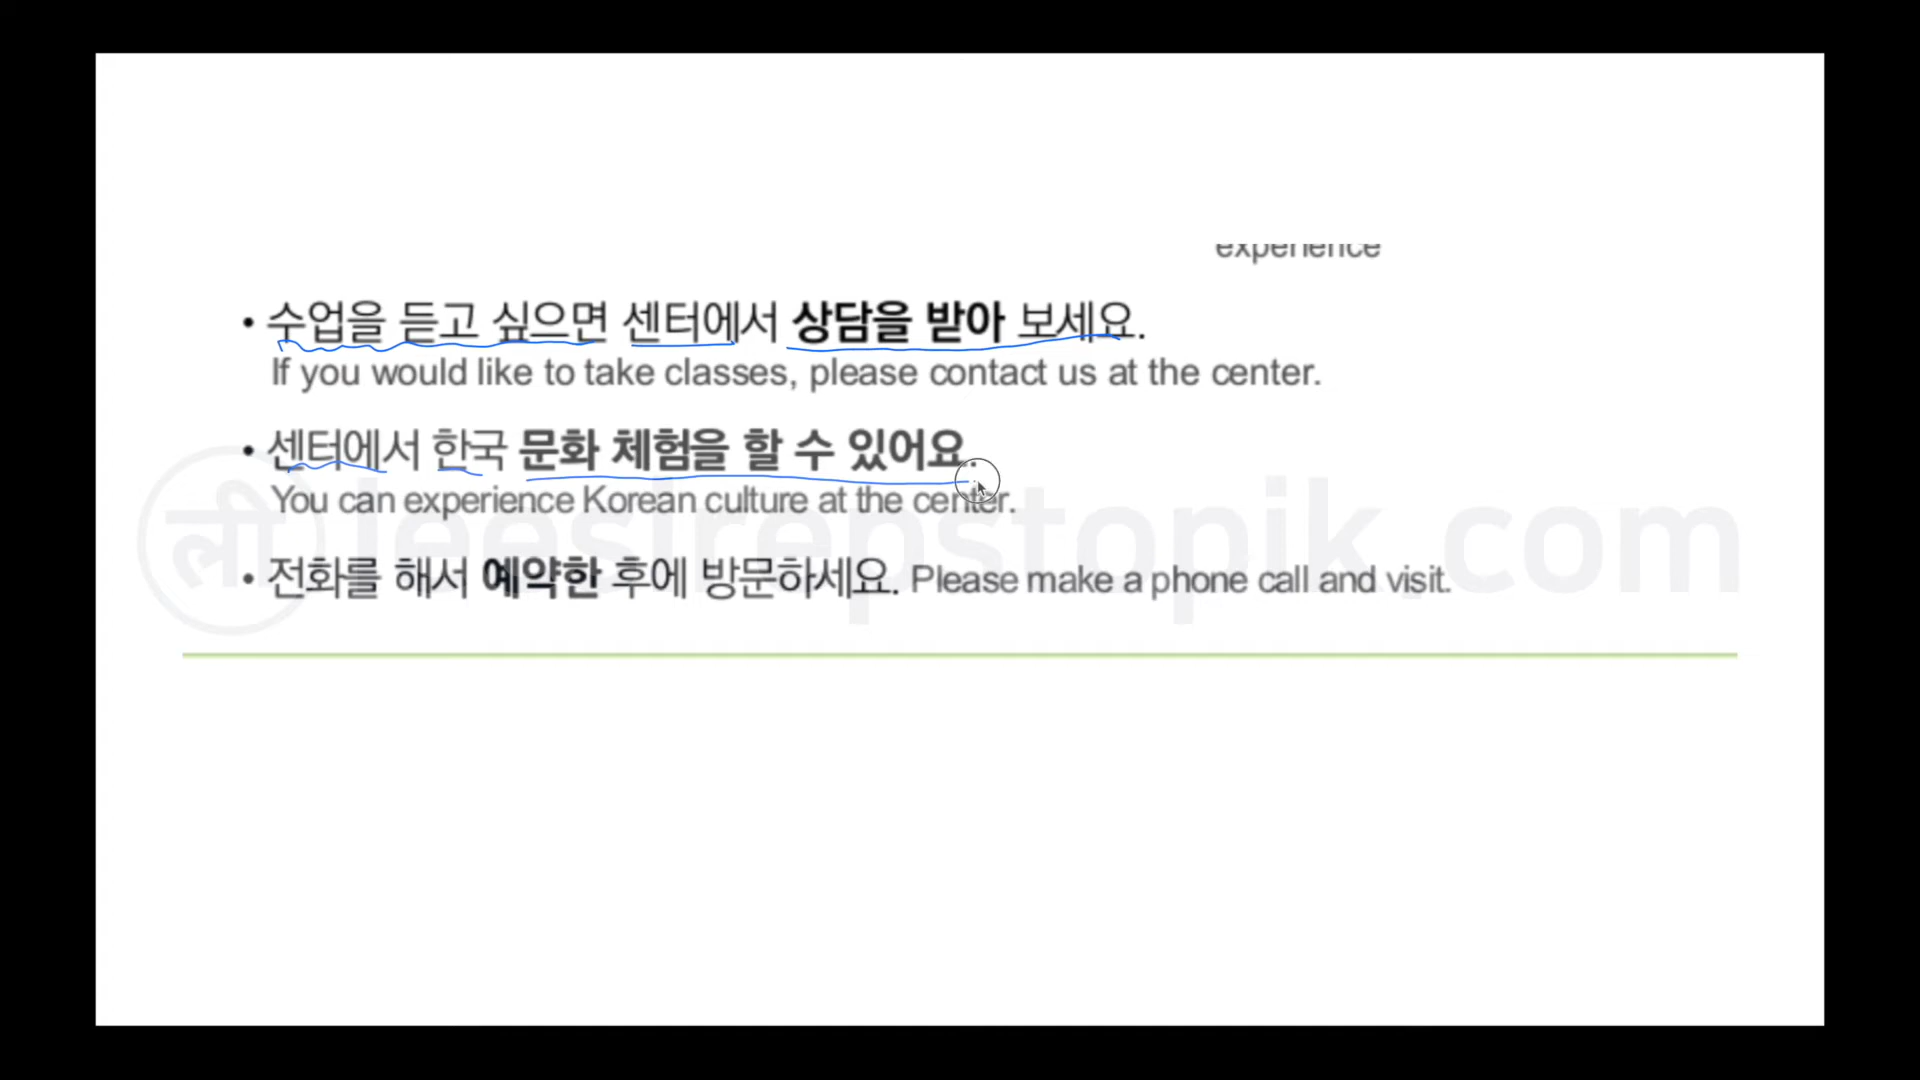 experience
• 수업을 듣고 싶으면 센터에서 상담을 받아 보세요.
If you would like to take classes, please contact us at the center.
• 센터에서 한국 문화 체험을 할 수 있어요.
You can experience Korean culture at the center.
• 전화를 해서 예약한 후에 방문하세요. Please make a phone call and visit.
ली leesirepstopik.com